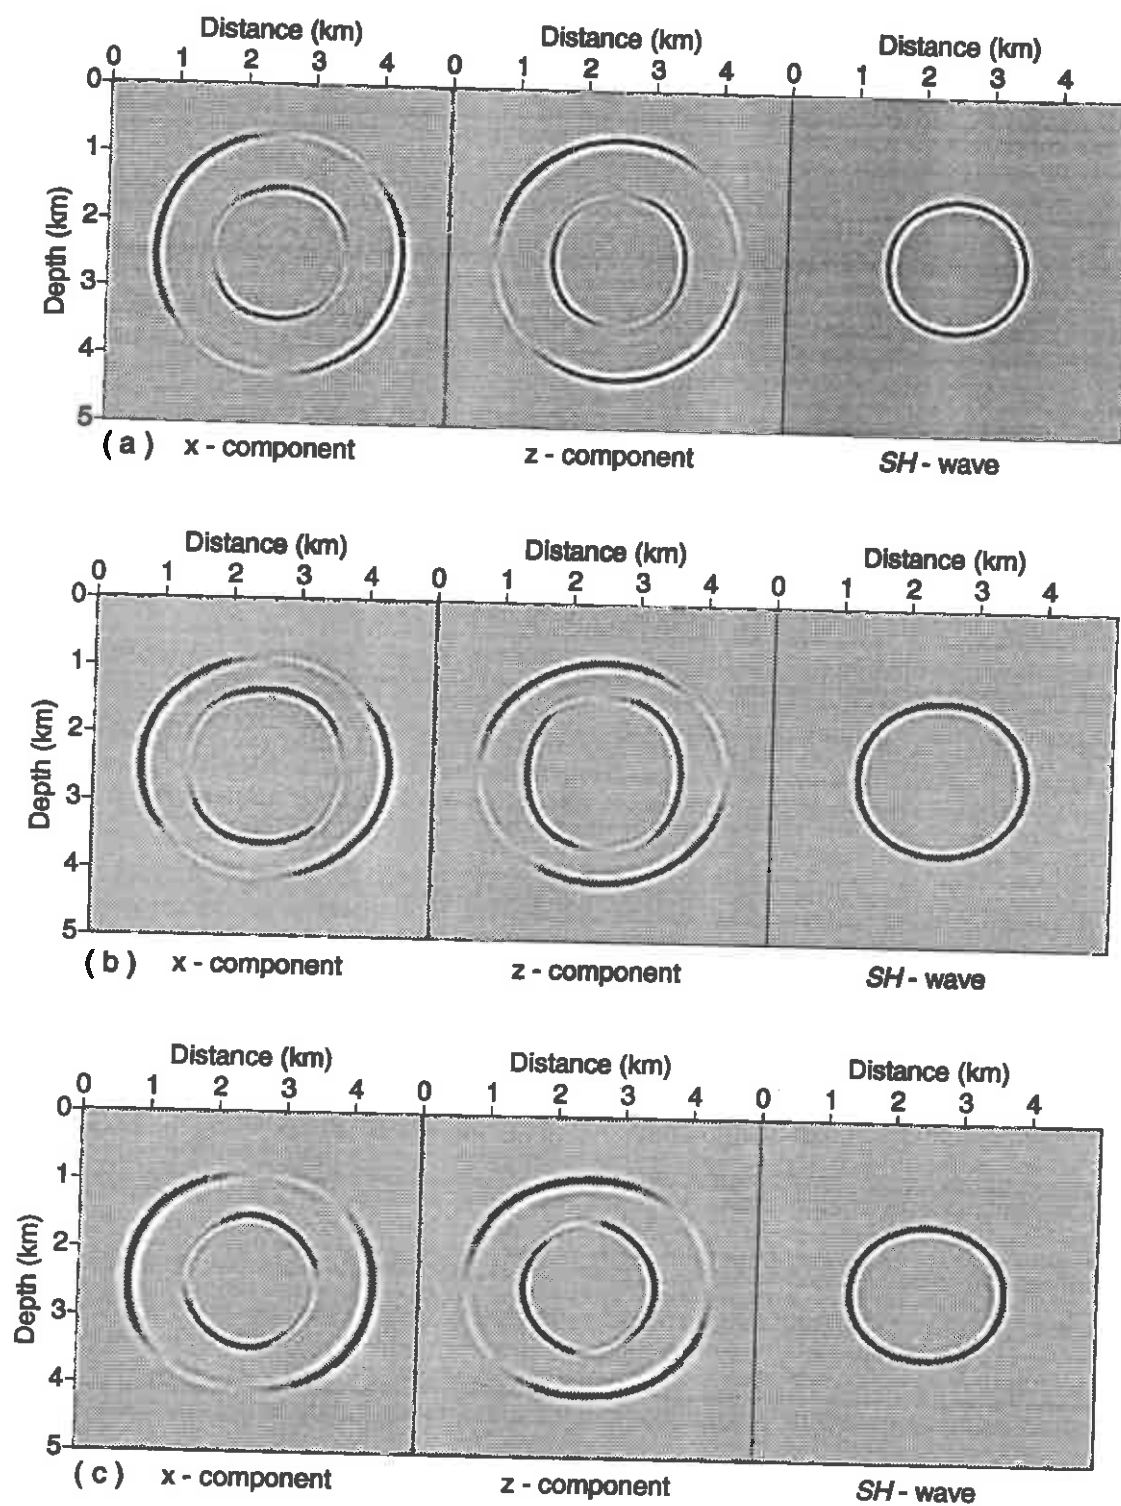 Distance (km) Distance (km) Distance (km)
0 1 2 3 4 0 1 2 3 4 0 1 2 3 4
0
1
2
3
4
5
Depth (km)
(a) x - component z - component SH - wave
Distance (km) Distance (km) Distance (km)
0 1 2 3 4 0 1 2 3 4 0 1 2 3 4
0
1
2
3
4
5
Depth (km)
(b) x - component z - component SH - wave
Distance (km) Distance (km) Distance (km)
0 1 2 3 4 0 1 2 3 4 0 1 2 3 4
0
1
2
3
4
5
Depth (km)
(c) x - component z - component SH - wave